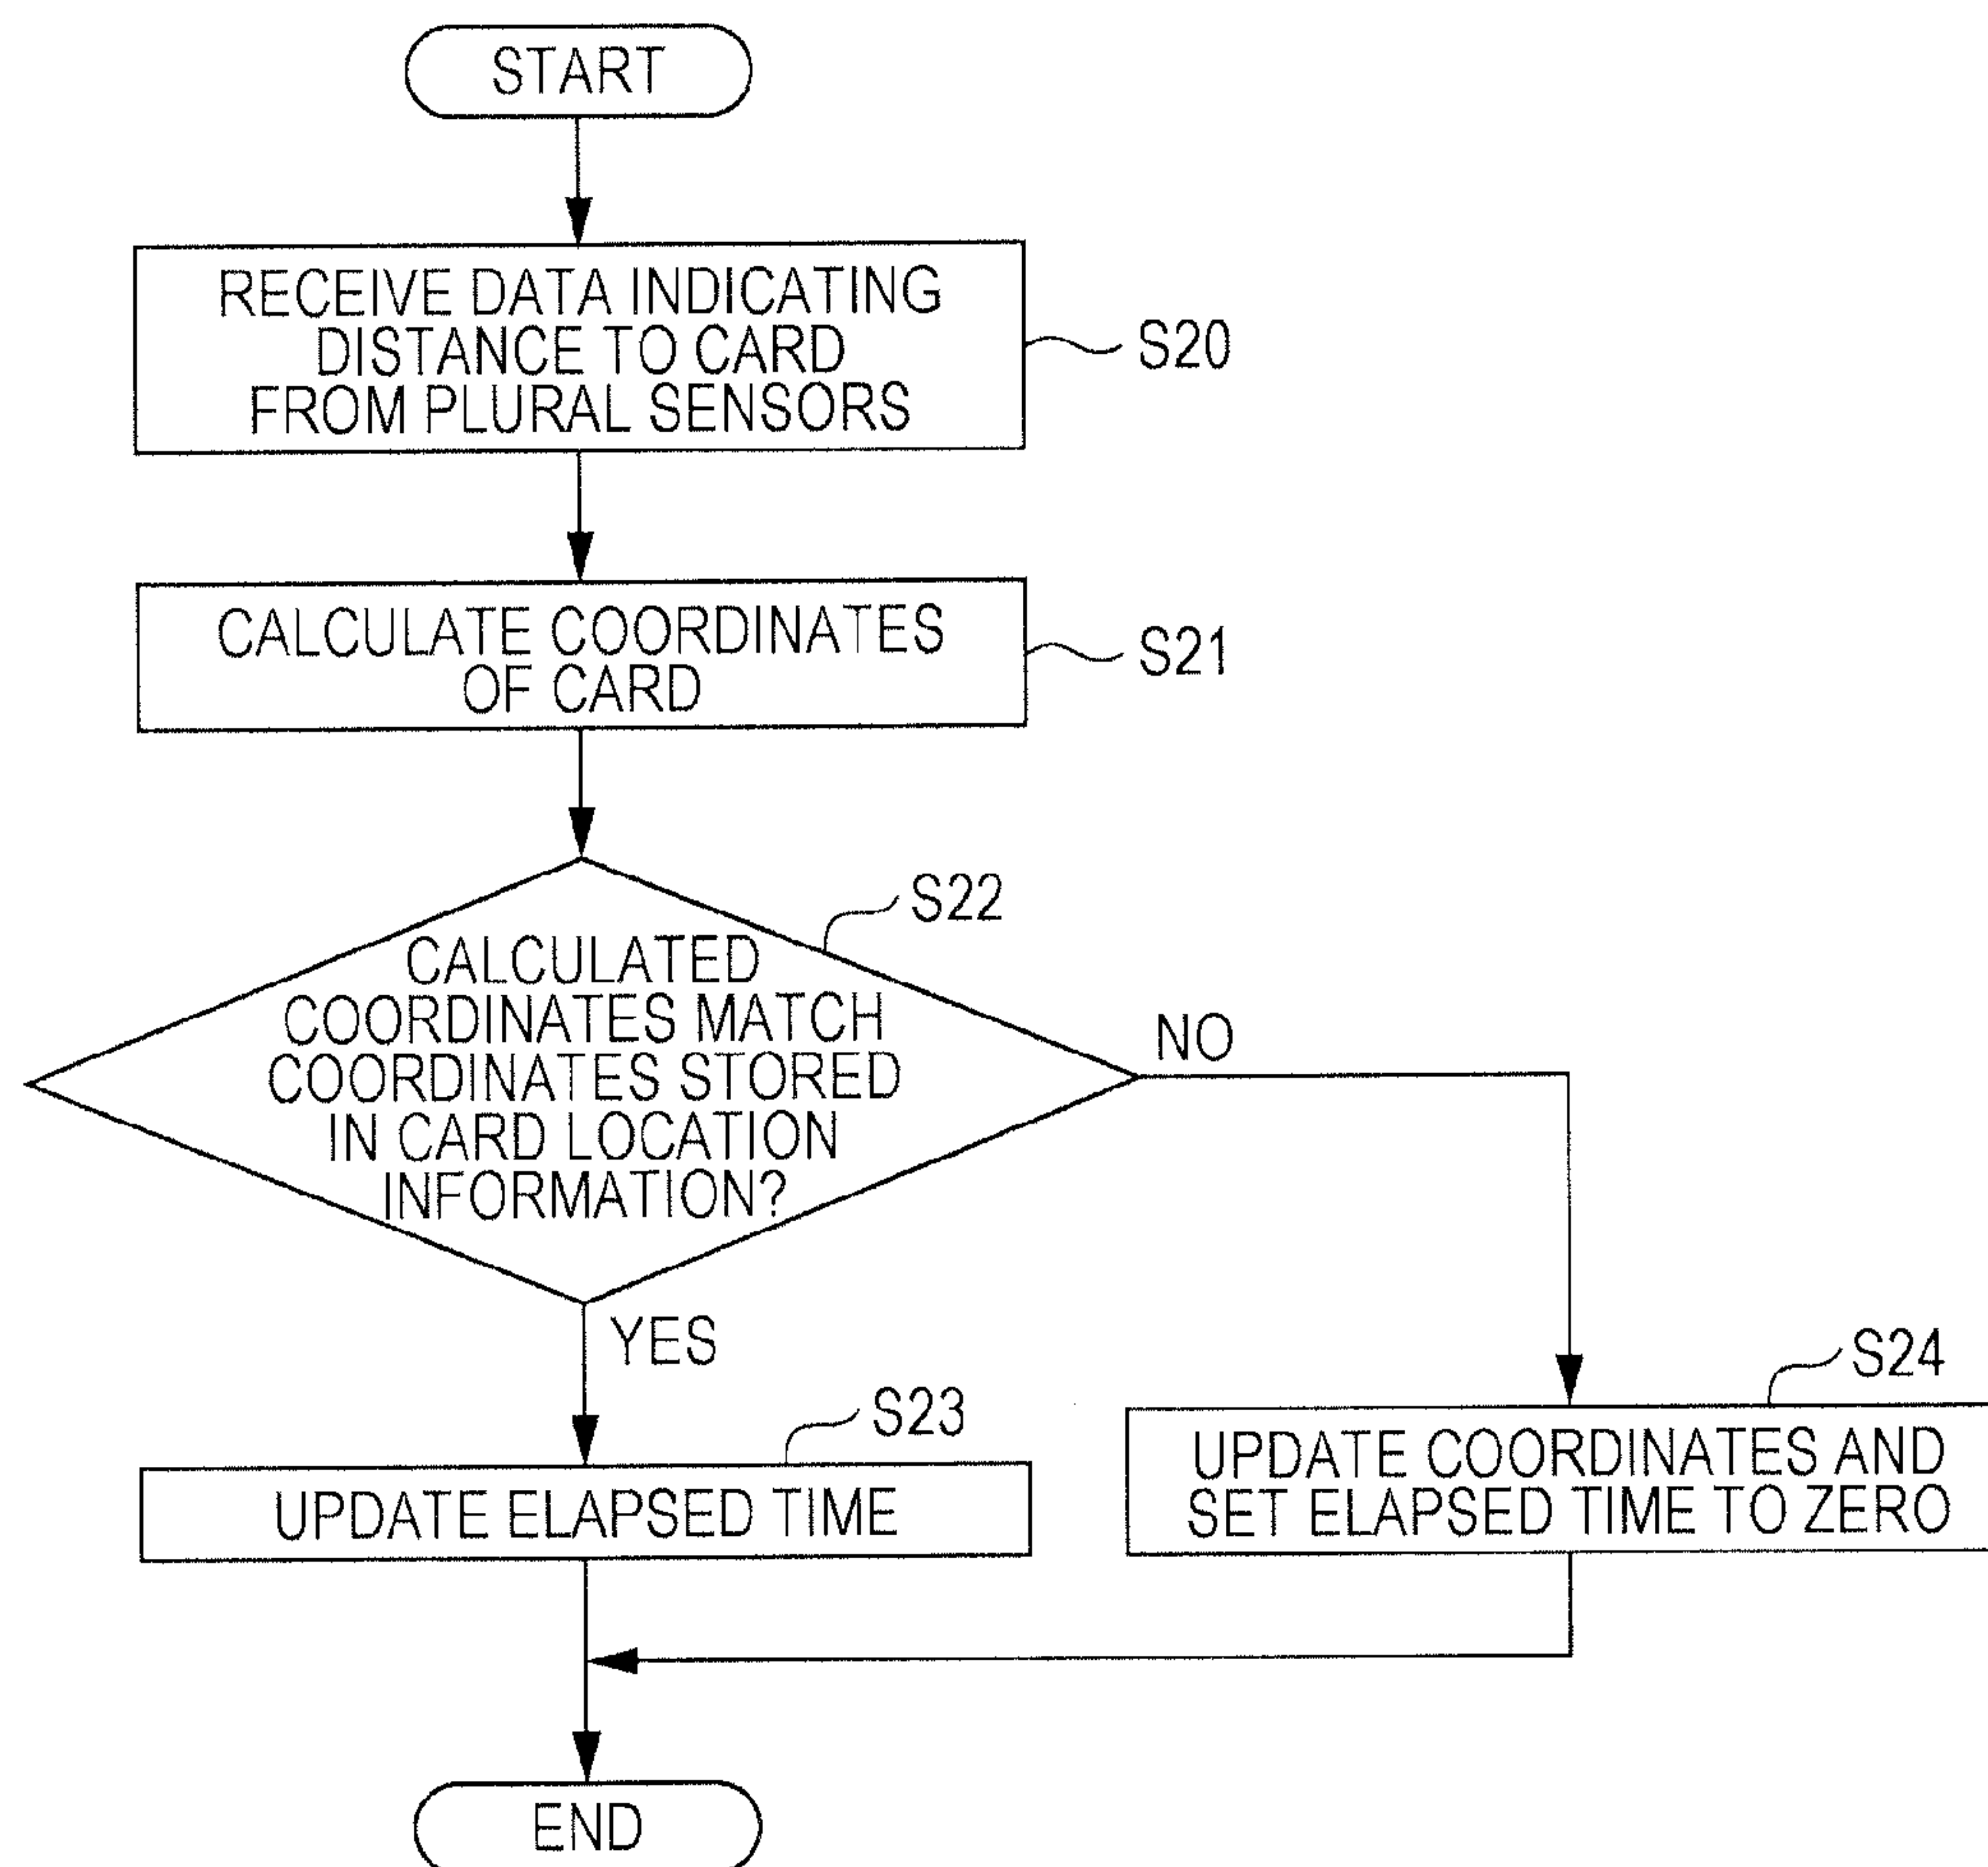 START
RECEIVE DATA INDICATING
DISTANCE TO CARD
FROM PLURAL SENSORS
S20
CALCULATE COORDINATES
OF CARD
S21
S22
CALCULATED
COORDINATES MATCH
COORDINATES STORED
IN CARD LOCATION
INFORMATION?
NO
YES
S23
UPDATE ELAPSED TIME
S24
UPDATE COORDINATES AND
SET ELAPSED TIME TO ZERO
END